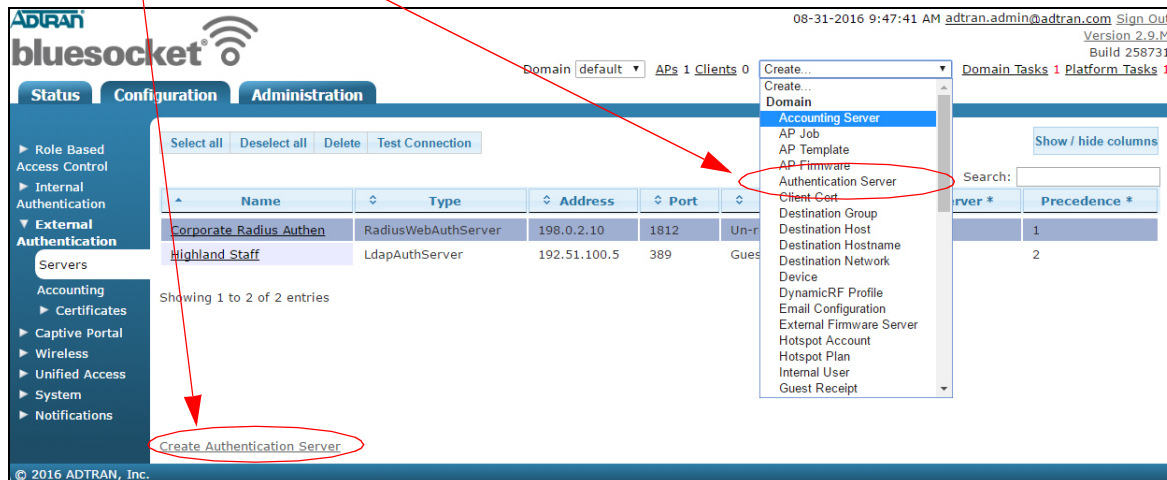 ADTRAN
bluesocket
08-31-2016 9:47:41 AM adtran.admin@adtran.com Sign Out
Version 2.9.M
Build 258731
Domain default APs 1 Clients 0 Create... Domain Tasks 1 Platform Tasks 1
Status Configuration Administration
Role Based Access Control
Internal Authentication
External Authentication
Servers
Accounting
Certificates
Captive Portal
Wireless
Unified Access
System
Notifications
Select all Deselect all Delete Test Connection
Show / hide columns
Search:
Name Type Address Port rver * Precedence *
Corporate Radius Authen RadiusWebAuthServer 198.0.2.10 1812 Un-r 1
Highland Staff LdapAuthServer 192.51.100.5 389 Gues 2
Showing 1 to 2 of 2 entries
Create...
Domain
Accounting Server
AP Job
AP Template
AP Firmware
Authentication Server
Client Cert
Destination Group
Destination Host
Destination Hostname
Destination Network
Device
DynamicRF Profile
Email Configuration
External Firmware Server
Hotspot Account
Hotspot Plan
Internal User
Guest Receipt
Create Authentication Server
© 2016 ADTRAN, Inc.